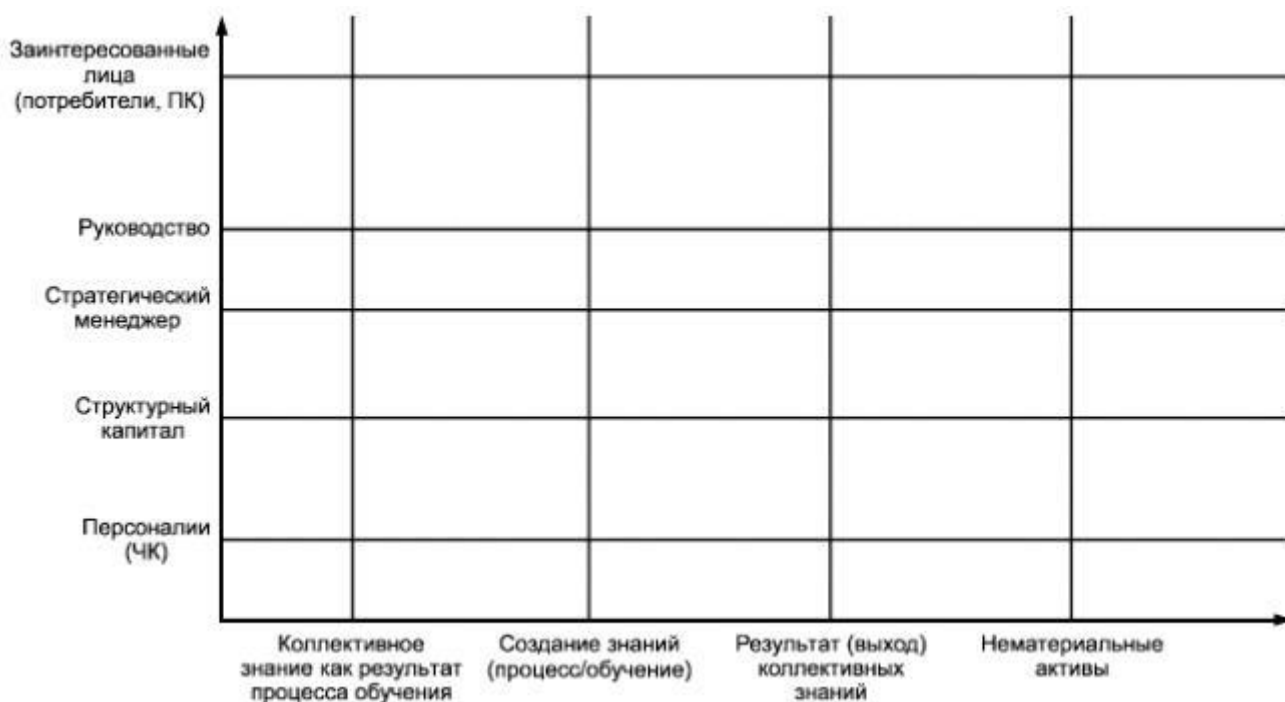 Заинтересованные
лица
(потребители, ПК)
Руководство
Стратегический
менеджер
Структурный
капитал
Персоналии
(ЧК)
Коллективное
знание как результат
процесса обучения
Создание знаний
(процесс/обучение)
Результат (выход)
коллективных
знаний
Нематериальные
активы